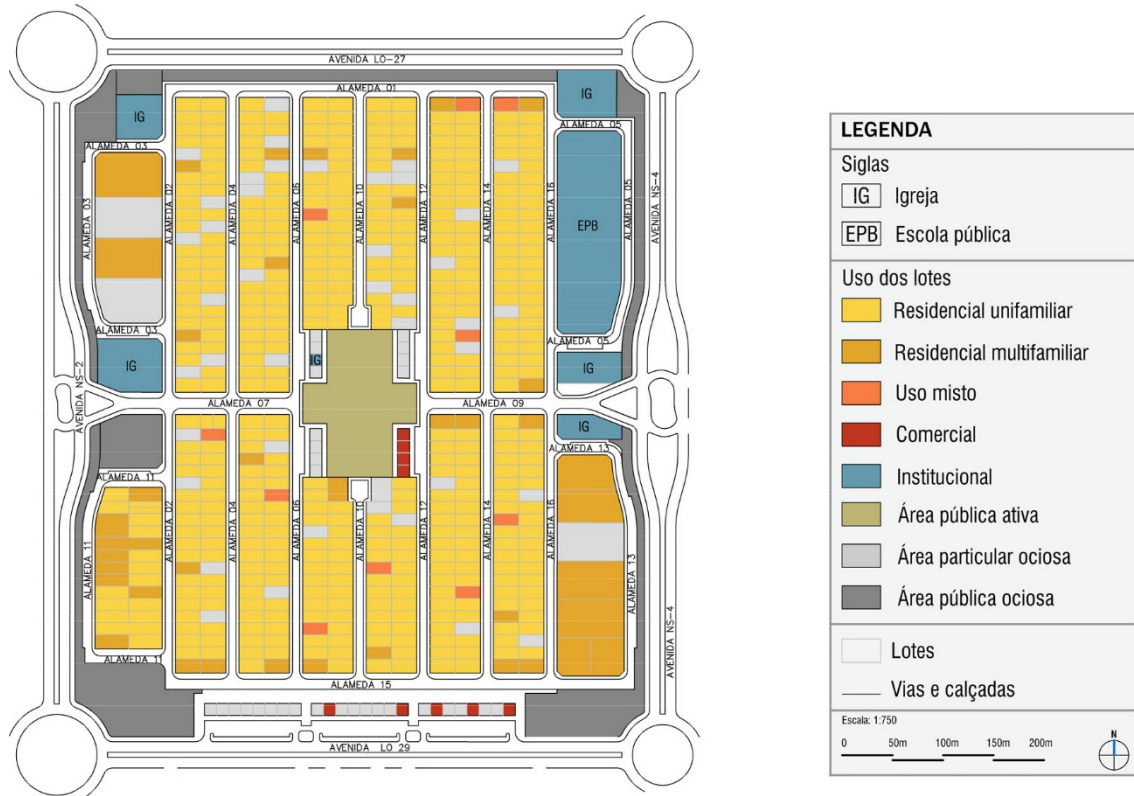 AVENIDA LO-27
ALAMEDA 01
IG
IG
ALAMEDA 03
ALAMEDA 05
ALAMEDA 03
ALAMEDA 02
ALAMEDA 04
ALAMEDA 06
ALAMEDA 10
ALAMEDA 12
ALAMEDA 14
ALAMEDA 16
EPB
ALAMEDA 05
AVENIDA NS-4
ALAMEDA 03
ALAMEDA 05
IG
IG
IG
AVENIDA NS-2
ALAMEDA 07
ALAMEDA 09
IG
ALAMEDA 13
ALAMEDA 11
ALAMEDA 11
ALAMEDA 02
ALAMEDA 04
ALAMEDA 06
ALAMEDA 10
ALAMEDA 12
ALAMEDA 14
ALAMEDA 16
ALAMEDA 13
AVENIDA NS-4
ALAMEDA 11
ALAMEDA 15
AVENIDA LO 29
LEGENDA
Siglas
IG Igreja
EPB Escola pública
Uso dos lotes
Residencial unifamiliar
Residencial multifamiliar
Uso misto
Comercial
Institucional
Área pública ativa
Área particular ociosa
Área pública ociosa
Lotes
Vias e calçadas
Escala: 1:750
0 50m 100m 150m 200m
N